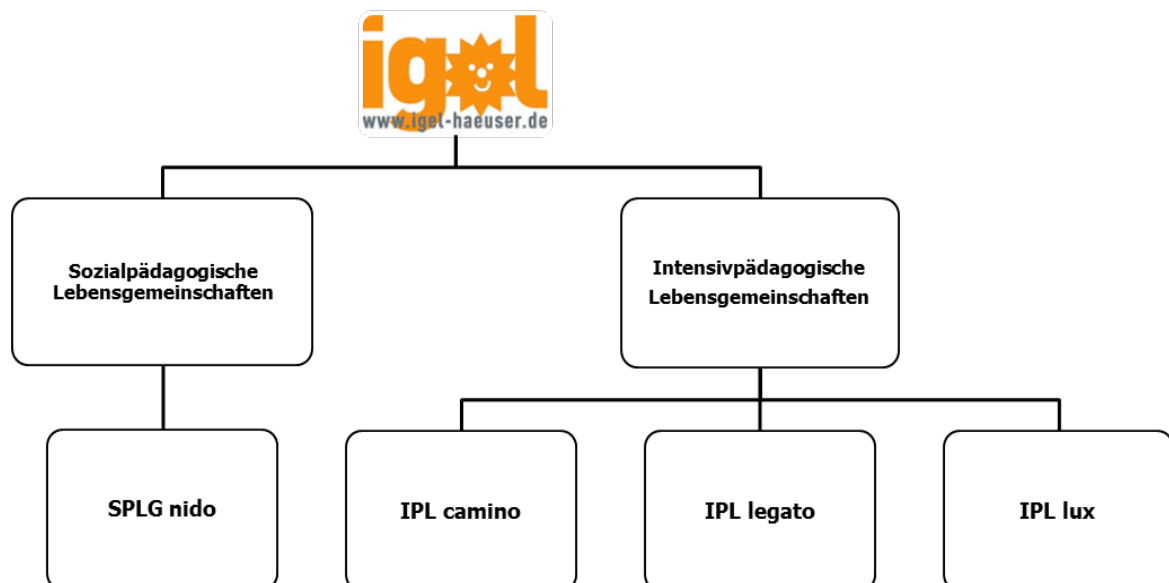 igel
www.igel-haeuser.de
Sozialpädagogische
Lebensgemeinschaften
Intensivpädagogische
Lebensgemeinschaften
SPLG nido
IPL camino
IPL legato
IPL lux